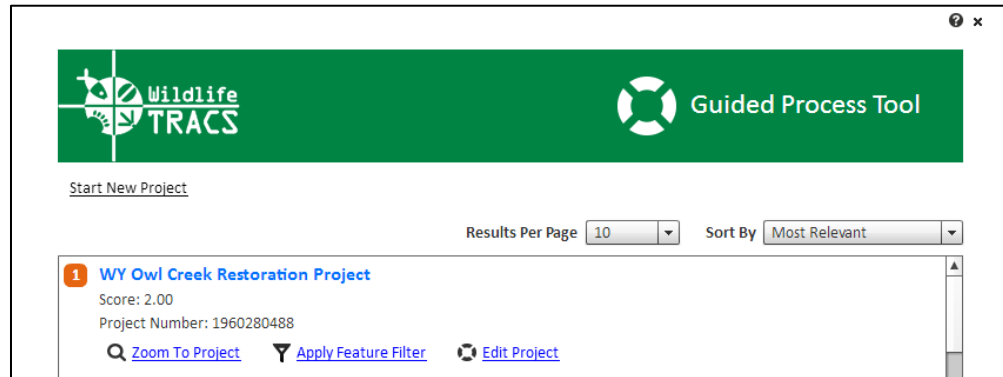 Wildlife
TRACS
Guided Process Tool
Start New Project
Results Per Page 10 Sort By Most Relevant
1 WY Owl Creek Restoration Project
Score: 2.00
Project Number: 1960280488
Zoom To Project Apply Feature Filter Edit Project